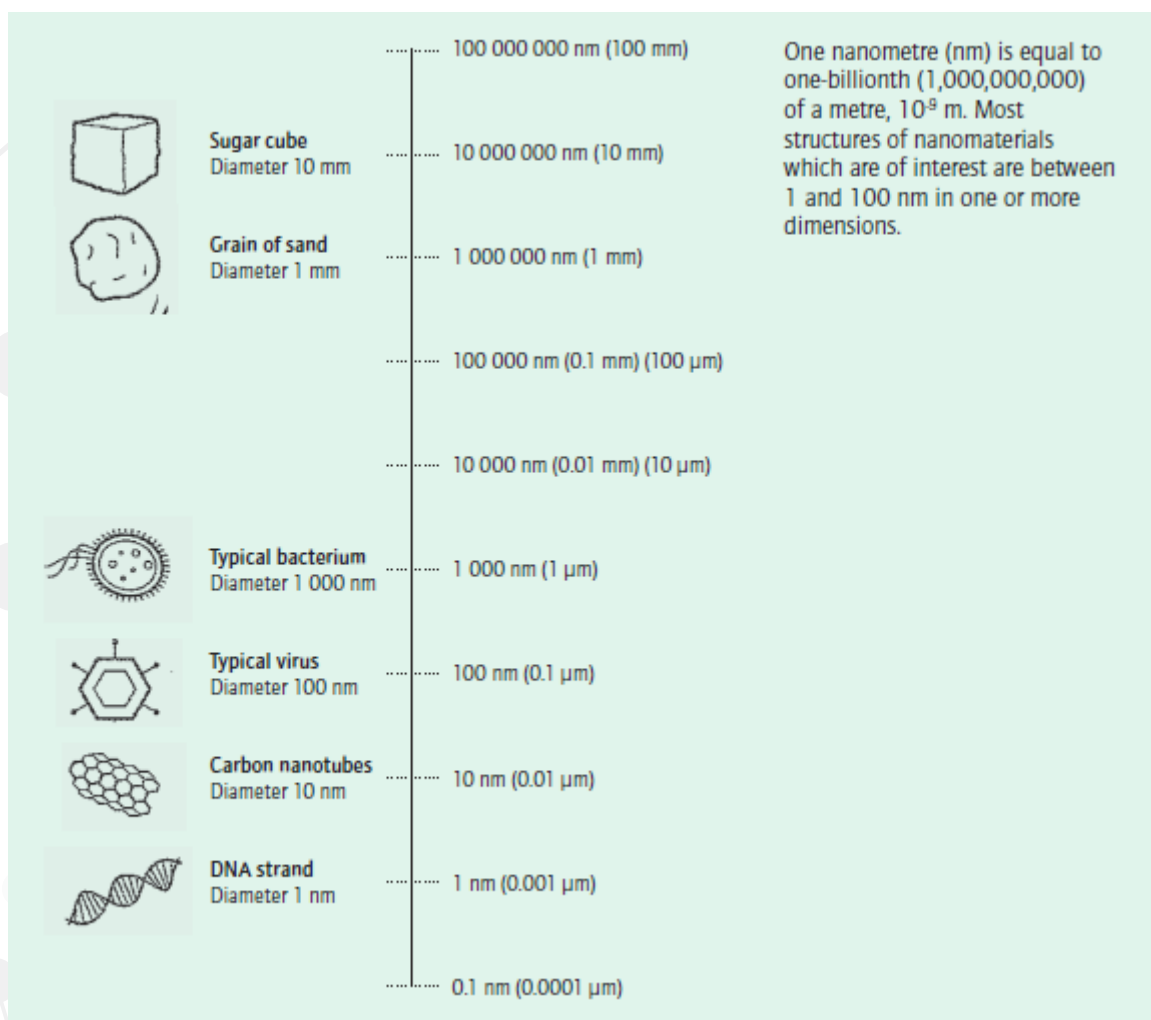 100 000 000 nm (100 mm)
One nanometre (nm) is equal to
one-billionth (1,000,000,000)
of a metre, 10⁻⁹ m. Most
structures of nanomaterials
which are of interest are between
1 and 100 nm in one or more
dimensions.
Sugar cube
Diameter 10 mm
10 000 000 nm (10 mm)
Grain of sand
Diameter 1 mm
1 000 000 nm (1 mm)
100 000 nm (0.1 mm) (100 µm)
10 000 nm (0.01 mm) (10 µm)
Typical bacterium
Diameter 1 000 nm
1 000 nm (1 µm)
Typical virus
Diameter 100 nm
100 nm (0.1 µm)
Carbon nanotubes
Diameter 10 nm
10 nm (0.01 µm)
DNA strand
Diameter 1 nm
1 nm (0.001 µm)
0.1 nm (0.0001 µm)